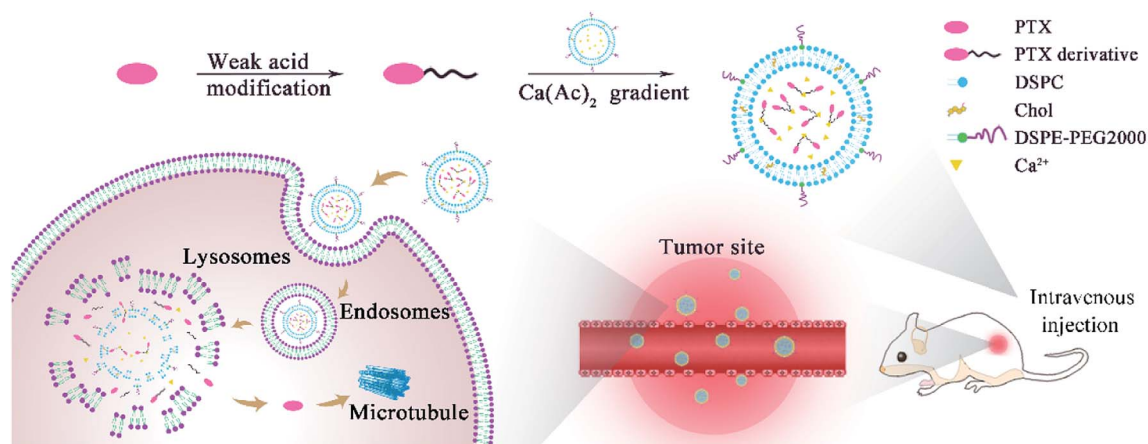 Weak acid
modification
Ca(Ac)₂ gradient
PTX
PTX derivative
DSPC
Chol
DSPE-PEG2000
Ca²⁺
Lysosomes
Endosomes
Microtubule
Tumor site
Intravenous
injection